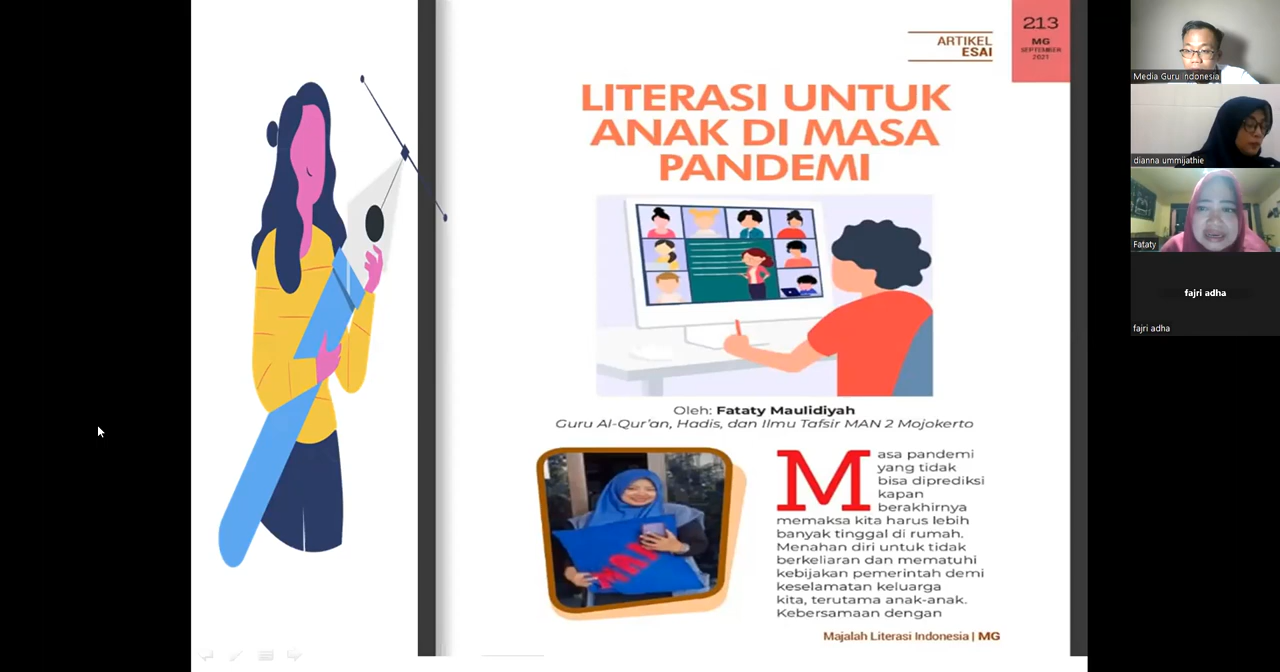 213
MG
SEPTEMBER
2021
ARTIKEL
ESAI
LITERASI UNTUK
ANAK DI MASA
PANDEMI
Oleh: Fataty Maulidiyah
Guru Al-Qur'an, Hadis, dan Ilmu Tafsir MAN 2 Mojokerto
Masa pandemi
yang tidak
bisa diprediksi
kapan
berakhirnya
memaksa kita harus lebih
banyak tinggal di rumah.
Menahan diri untuk tidak
berkeliaran dan mematuhi
kebijakan pemerintah demi
keselamatan keluarga
kita, terutama anak-anak.
Kebersamaan dengan
Majalah Literasi Indonesia | MG
Media Guru Indonesia
dianna ummijathie
Fataty
fajri adha
fajri adha